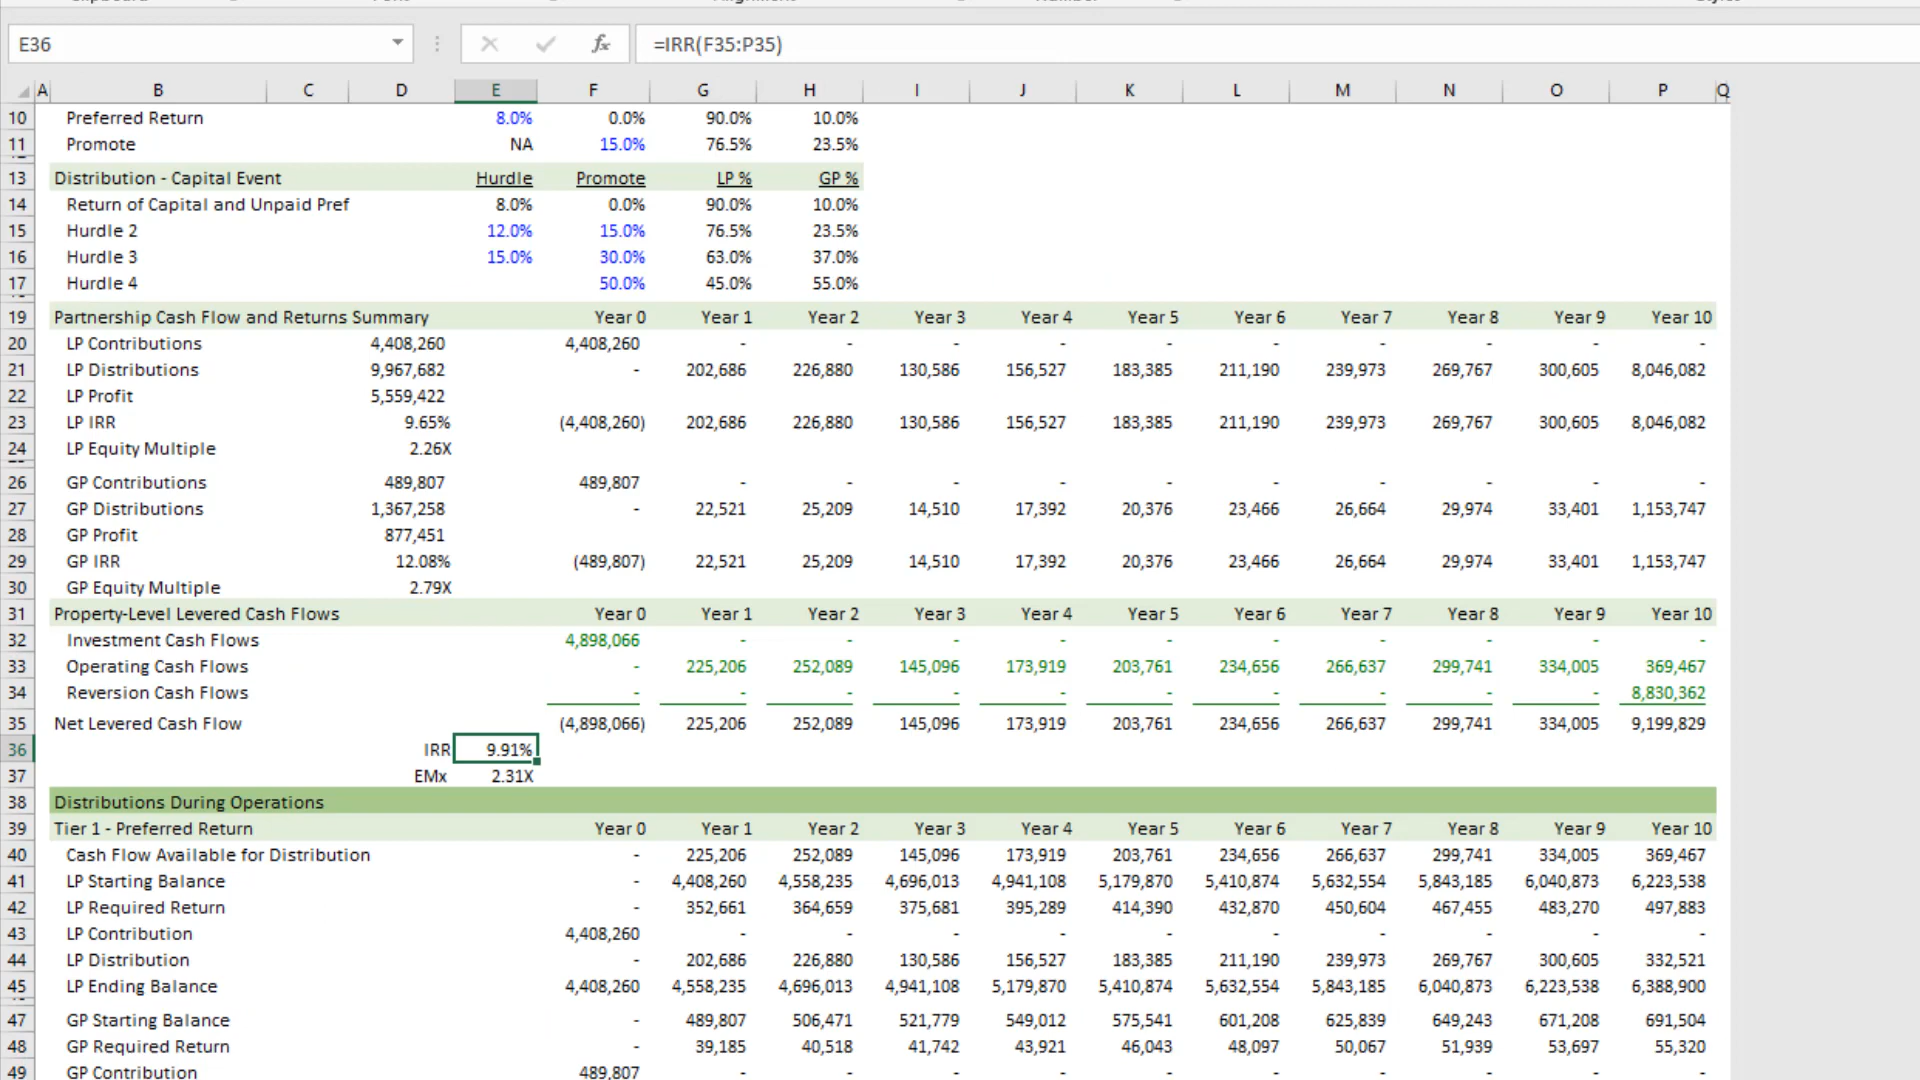 E36 =IRR(F35:P35)
A B C D E F G H I J K L M N O P Q
10 Preferred Return 8.0% 0.0% 90.0% 10.0%
11 Promote NA 15.0% 76.5% 23.5%
13 Distribution - Capital Event Hurdle Promote LP % GP %
14 Return of Capital and Unpaid Pref 8.0% 0.0% 90.0% 10.0%
15 Hurdle 2 12.0% 15.0% 76.5% 23.5%
16 Hurdle 3 15.0% 30.0% 63.0% 37.0%
17 Hurdle 4 50.0% 45.0% 55.0%
19 Partnership Cash Flow and Returns Summary Year 0 Year 1 Year 2 Year 3 Year 4 Year 5 Year 6 Year 7 Year 8 Year 9 Year 10
20 LP Contributions 4,408,260 4,408,260 - - - - - - - - - -
21 LP Distributions 9,967,682 - 202,686 226,880 130,586 156,527 183,385 211,190 239,973 269,767 300,605 8,046,082
22 LP Profit 5,559,422
23 LP IRR 9.65% (4,408,260) 202,686 226,880 130,586 156,527 183,385 211,190 239,973 269,767 300,605 8,046,082
24 LP Equity Multiple 2.26X
26 GP Contributions 489,807 489,807 - - - - - - - - - -
27 GP Distributions 1,367,258 - 22,521 25,209 14,510 17,392 20,376 23,466 26,664 29,974 33,401 1,153,747
28 GP Profit 877,451
29 GP IRR 12.08% (489,807) 22,521 25,209 14,510 17,392 20,376 23,466 26,664 29,974 33,401 1,153,747
30 GP Equity Multiple 2.79X
31 Property-Level Levered Cash Flows Year 0 Year 1 Year 2 Year 3 Year 4 Year 5 Year 6 Year 7 Year 8 Year 9 Year 10
32 Investment Cash Flows 4,898,066 - - - - - - - - - -
33 Operating Cash Flows - 225,206 252,089 145,096 173,919 203,761 234,656 266,637 299,741 334,005 369,467
34 Reversion Cash Flows - - - - - - - - - - 8,830,362
35 Net Levered Cash Flow (4,898,066) 225,206 252,089 145,096 173,919 203,761 234,656 266,637 299,741 334,005 9,199,829
36 IRR 9.91%
37 EMx 2.31X
38 Distributions During Operations
39 Tier 1 - Preferred Return Year 0 Year 1 Year 2 Year 3 Year 4 Year 5 Year 6 Year 7 Year 8 Year 9 Year 10
40 Cash Flow Available for Distribution - 225,206 252,089 145,096 173,919 203,761 234,656 266,637 299,741 334,005 369,467
41 LP Starting Balance - 4,408,260 4,558,235 4,696,013 4,941,108 5,179,870 5,410,874 5,632,554 5,843,185 6,040,873 6,223,538
42 LP Required Return - 352,661 364,659 375,681 395,289 414,390 432,870 450,604 467,455 483,270 497,883
43 LP Contribution 4,408,260 - - - - - - - - - -
44 LP Distribution - 202,686 226,880 130,586 156,527 183,385 211,190 239,973 269,767 300,605 332,521
45 LP Ending Balance 4,408,260 4,558,235 4,696,013 4,941,108 5,179,870 5,410,874 5,632,554 5,843,185 6,040,873 6,223,538 6,388,900
47 GP Starting Balance - 489,807 506,471 521,779 549,012 575,541 601,208 625,839 649,243 671,208 691,504
48 GP Required Return - 39,185 40,518 41,742 43,921 46,043 48,097 50,067 51,939 53,697 55,320
49 GP Contribution 489,807 - - - - - - - - - -